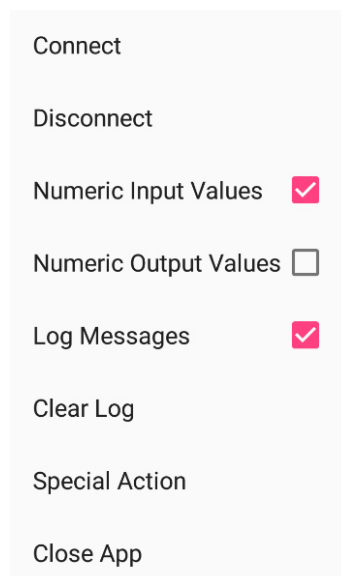 Connect
Disconnect
Numeric Input Values
Numeric Output Values
Log Messages
Clear Log
Special Action
Close App